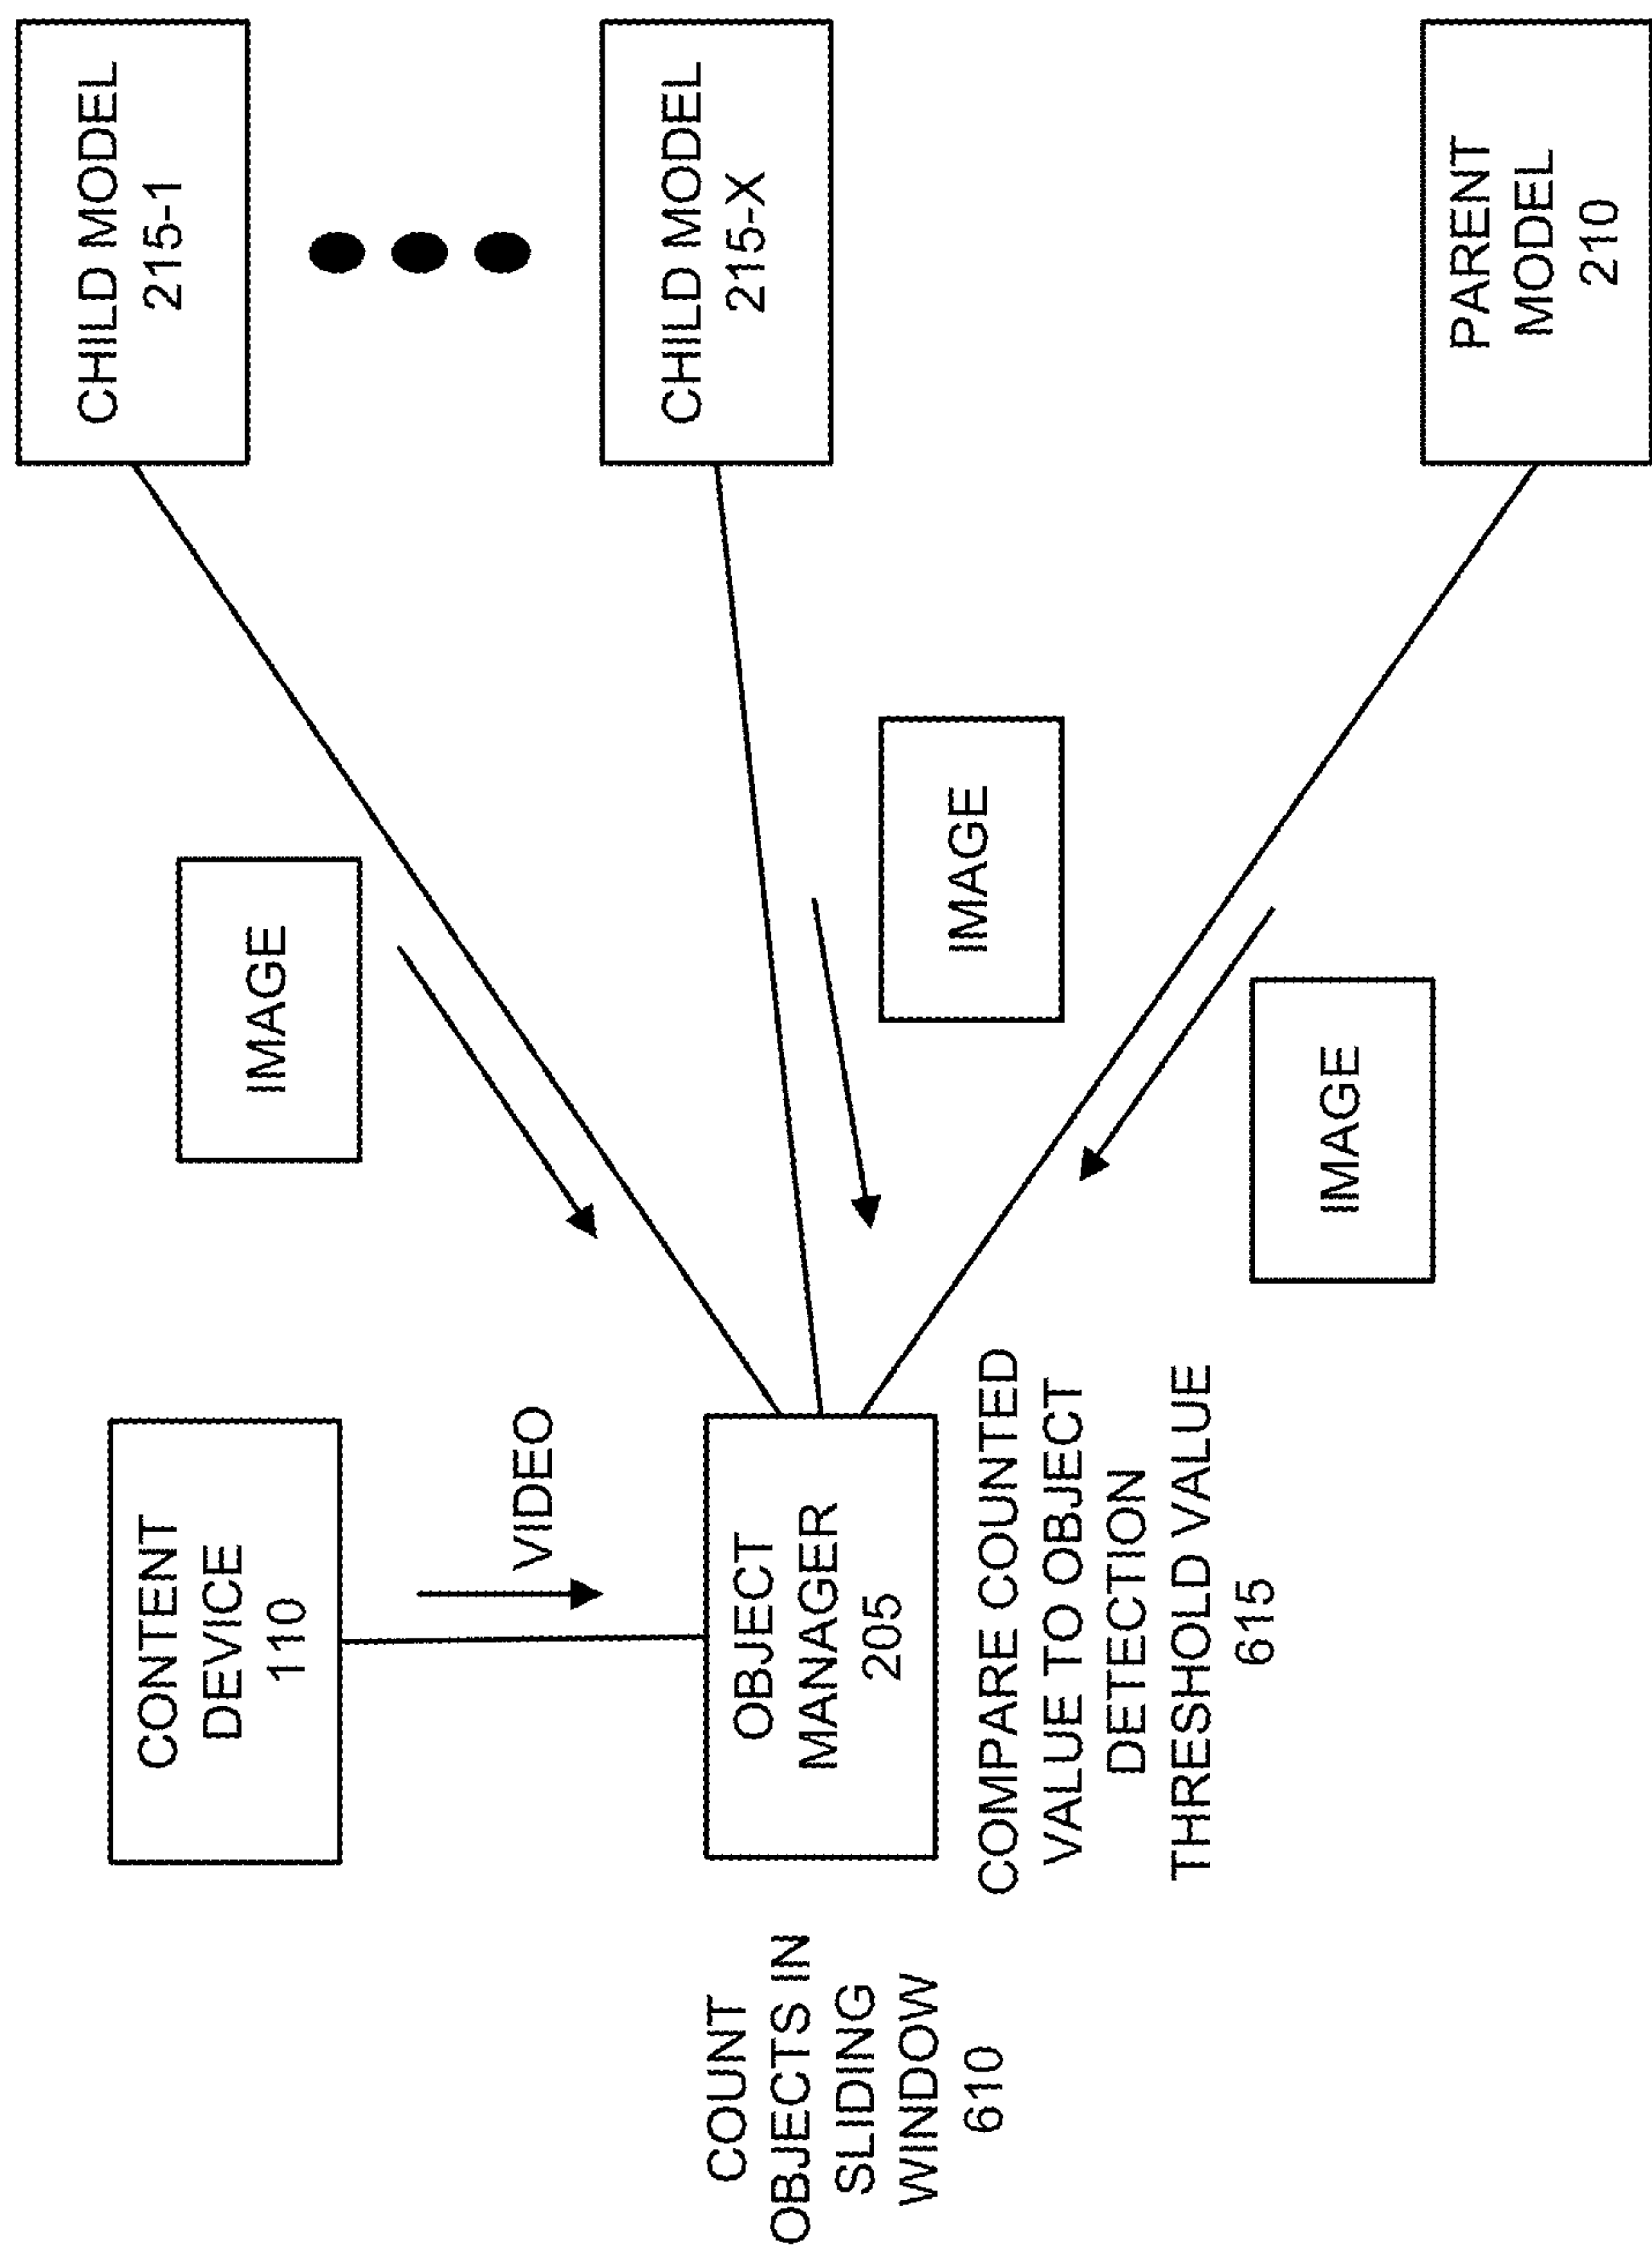 CONTENT
DEVICE
110
VIDEO
COUNT
OBJECTS IN
SLIDING
WINDOW
610
OBJECT
MANAGER
205
COMPARE COUNTED
VALUE TO OBJECT
DETECTION
THRESHOLD VALUE
615
IMAGE
IMAGE
IMAGE
CHILD MODEL
215-1
CHILD MODEL
215-X
PARENT
MODEL
210